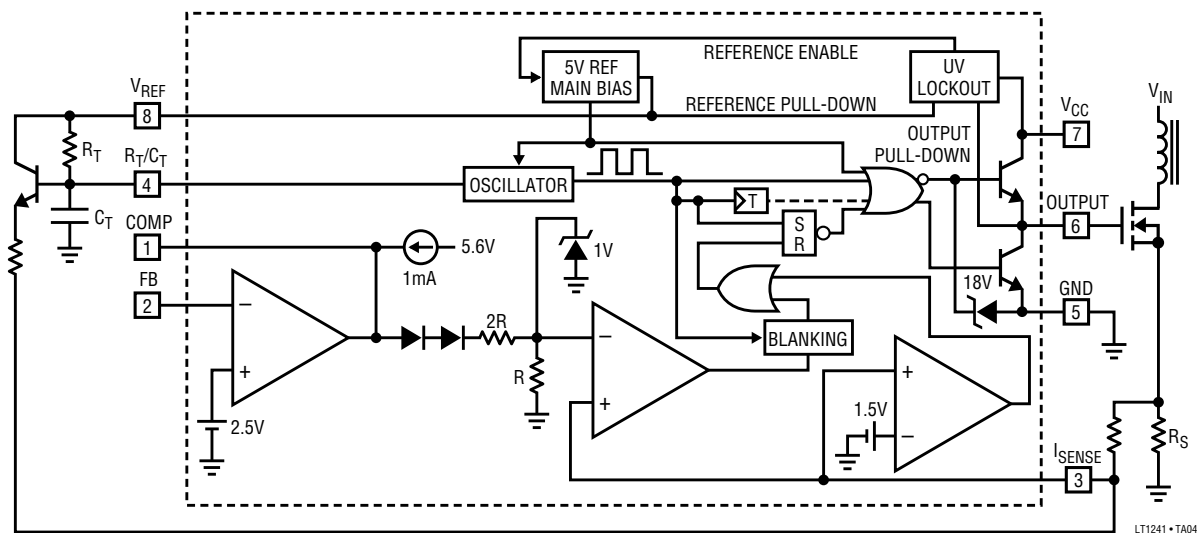 REFERENCE ENABLE
5V REF
MAIN BIAS
UV
LOCKOUT
VREF
8
REFERENCE PULL-DOWN
VCC
7
VIN
RT
RT/CT
4
OSCILLATOR
OUTPUT
PULL-DOWN
CT
COMP
1
1mA
5.6V
1V
T
S
R
OUTPUT
6
FB
2
–
+
2.5V
2R
R
–
+
BLANKING
18V
GND
5
1.5V
+
–
ISENSE
3
RS
LT1241 • TA04